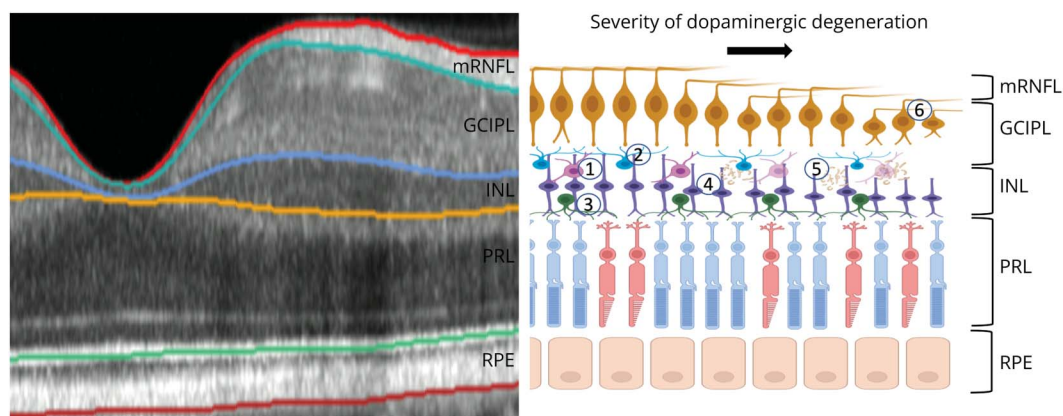 Severity of dopaminergic degeneration
mRNFL
GCIPL
INL
PRL
RPE
1
2
3
4
5
6
mRNFL
GCIPL
INL
PRL
RPE